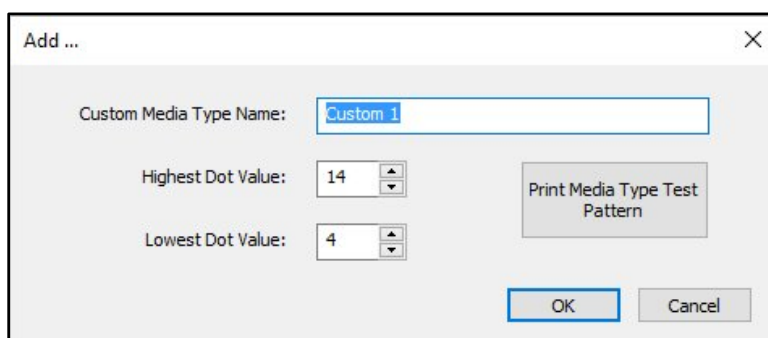 Add ...
Custom Media Type Name: Custom 1
Highest Dot Value: 14
Lowest Dot Value: 4
Print Media Type Test
Pattern
OK Cancel